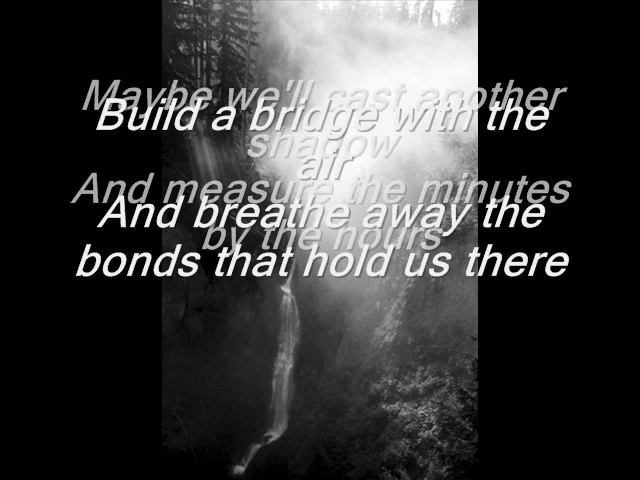 Maybe we'll cast another
shadow
And measure the minutes
by the hours
Build a bridge with the
air
And breathe away the
bonds that hold us there